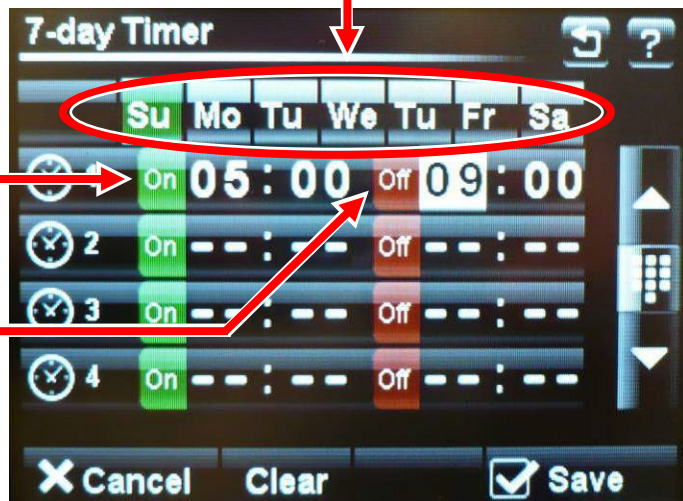 7-day Timer ?
Su Mo Tu We Tu Fr Sa
On 05:00 Off 09:00
2 On --:-- Off --:--
3 On --:-- Off --:--
4 On --:-- Off --:--
Cancel Clear Save